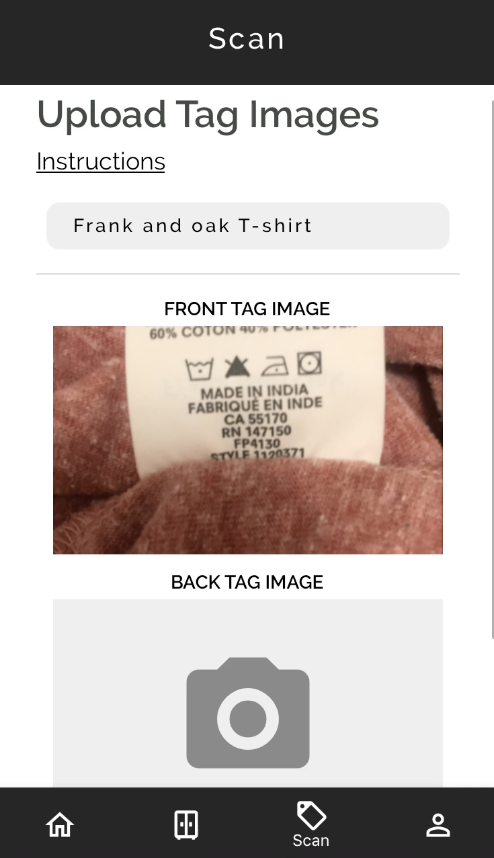 Scan
Upload Tag Images
Instructions
Frank and oak T-shirt
FRONT TAG IMAGE
60% COTON 40% POLYESTER
MADE IN INDIA
FABRIQUÉ EN INDE
CA 55170
RN 147150
FP4130
STYLE 1120371
BACK TAG IMAGE
Scan